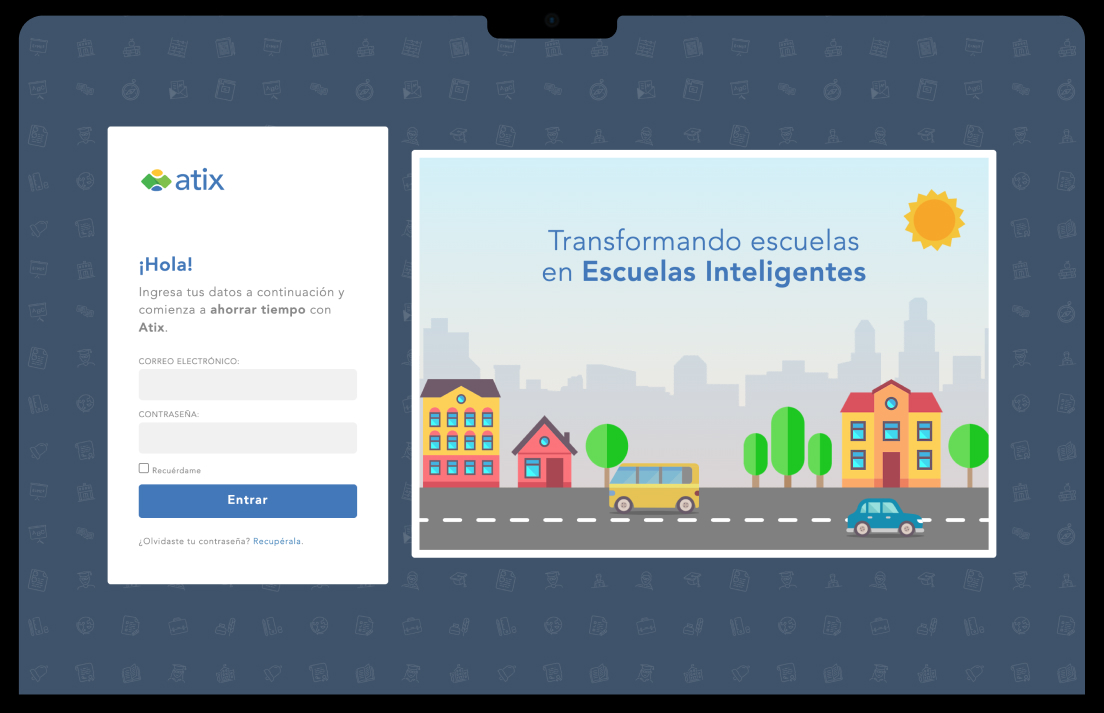 atix
¡Hola!
Ingresa tus datos a continuación y
comienza a ahorrar tiempo con
Atix.
CORREO ELECTRÓNICO:
CONTRASEÑA:
Recuérdame
Entrar
¿Olvidaste tu contraseña? Recupérala.
Transformando escuelas
en Escuelas Inteligentes